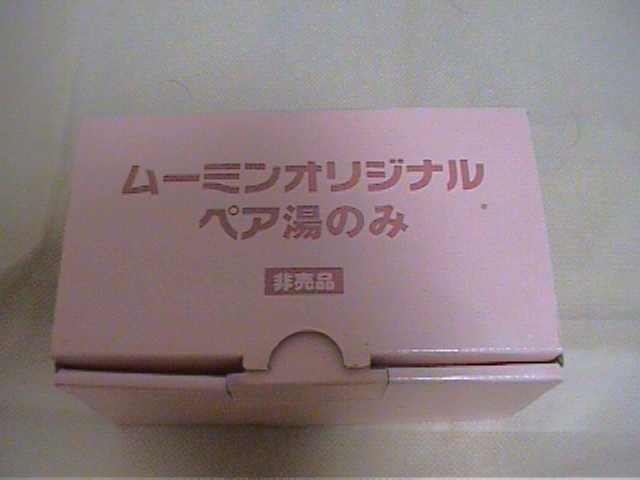 ムーミンオリジナル
ペア湯のみ
非売品